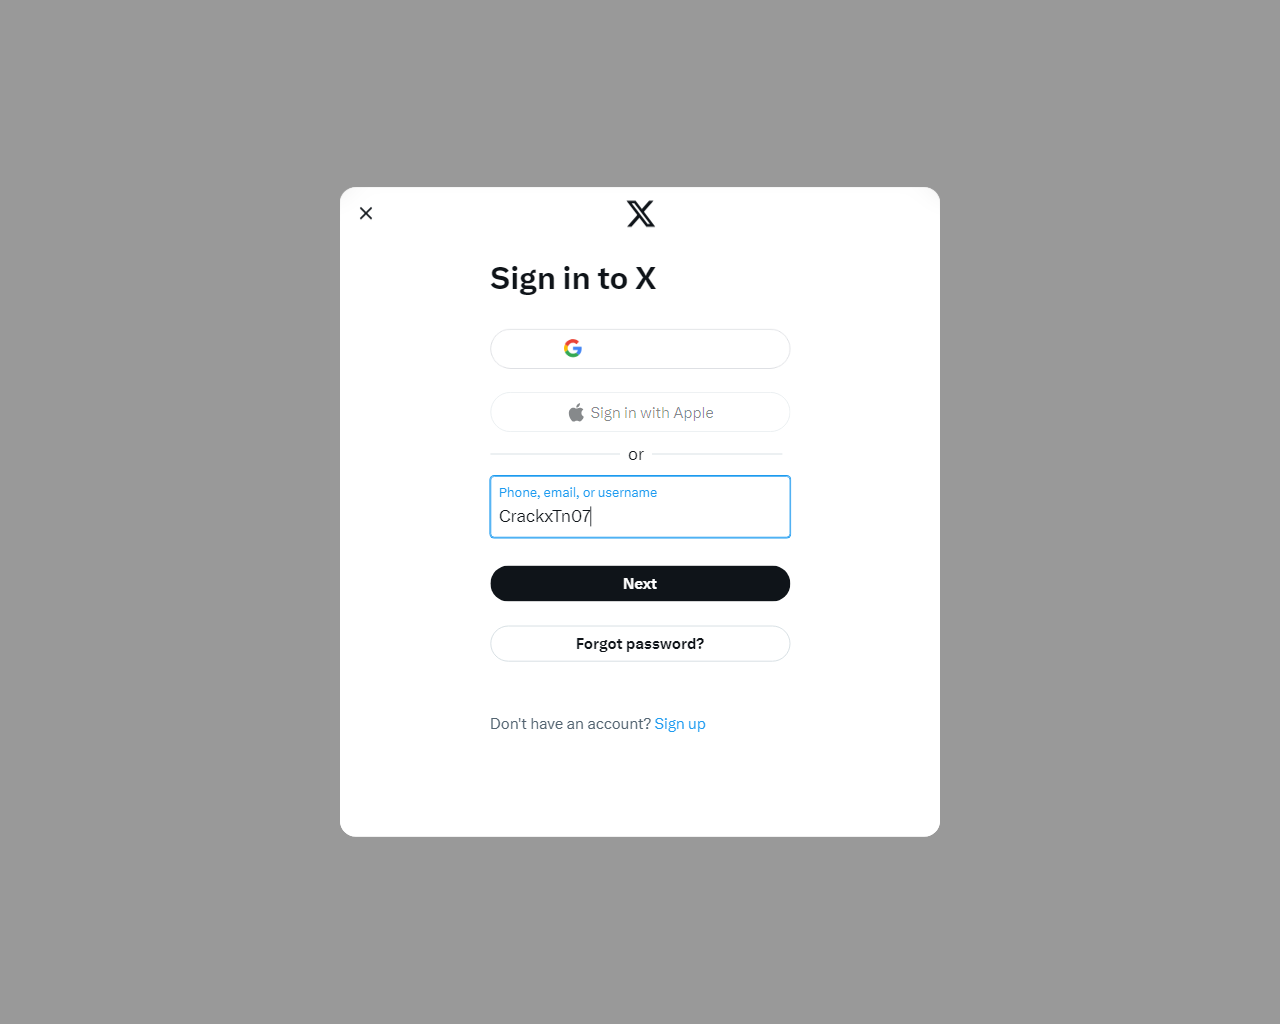 Sign in to X
Sign in with Apple
or
Phone, email, or username
CrackxTn07
Next
Forgot password?
Don't have an account? Sign up